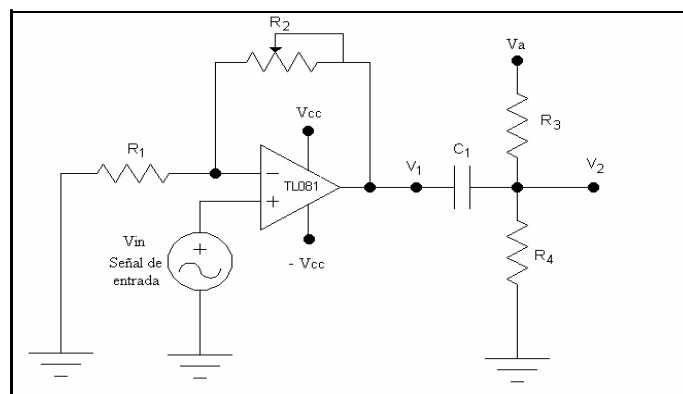 R2
Va
Vcc
R3
R1
V1
C1
V2
TL081
Vin
Señal de
entrada
- Vcc
R4